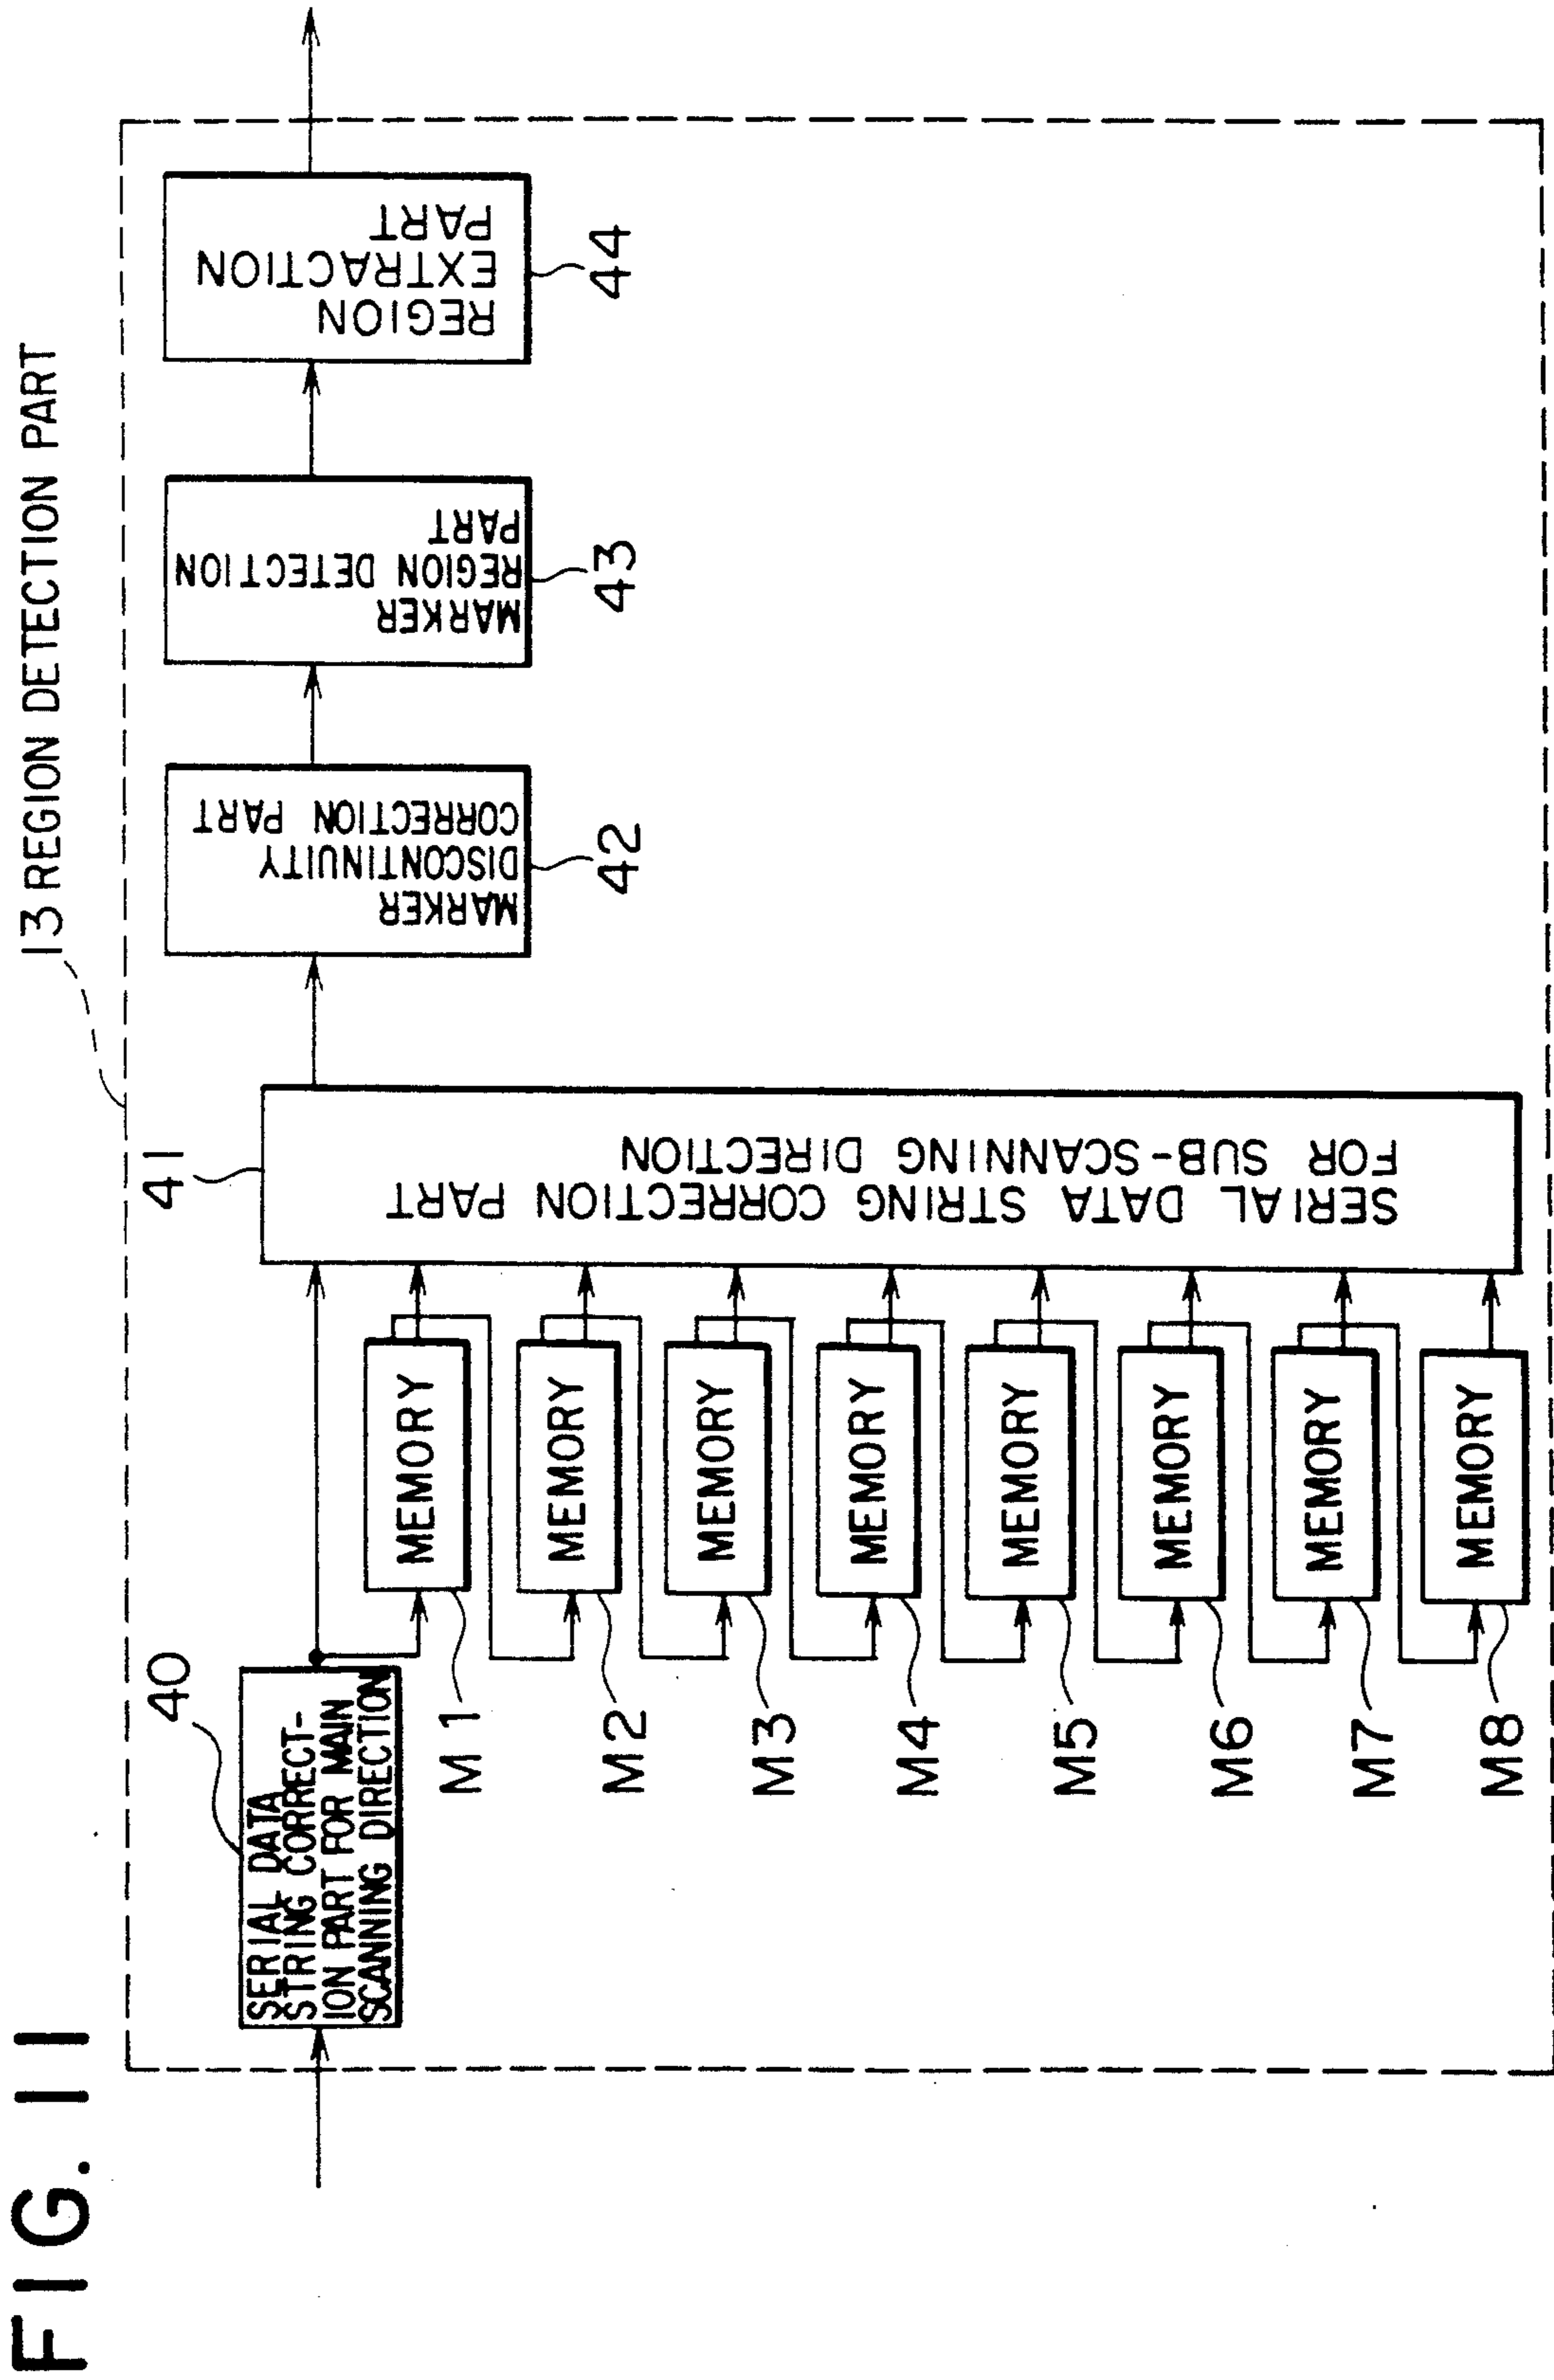 FIG. 11
13 REGION DETECTION PART
40
SERIAL DATA
STRING CORRECT-
ION PART FOR MAIN
SCANNING DIRECTION
MEMORY
M1
MEMORY
M2
MEMORY
M3
MEMORY
M4
MEMORY
M5
MEMORY
M6
MEMORY
M7
MEMORY
M8
41
SERIAL DATA STRING CORRECTION PART
FOR SUB-SCANNING DIRECTION
MARKER
DISCONTINUITY
CORRECTION PART
42
MARKER
REGION DETECTION
PART
43
REGION
EXTRACTION
PART
44